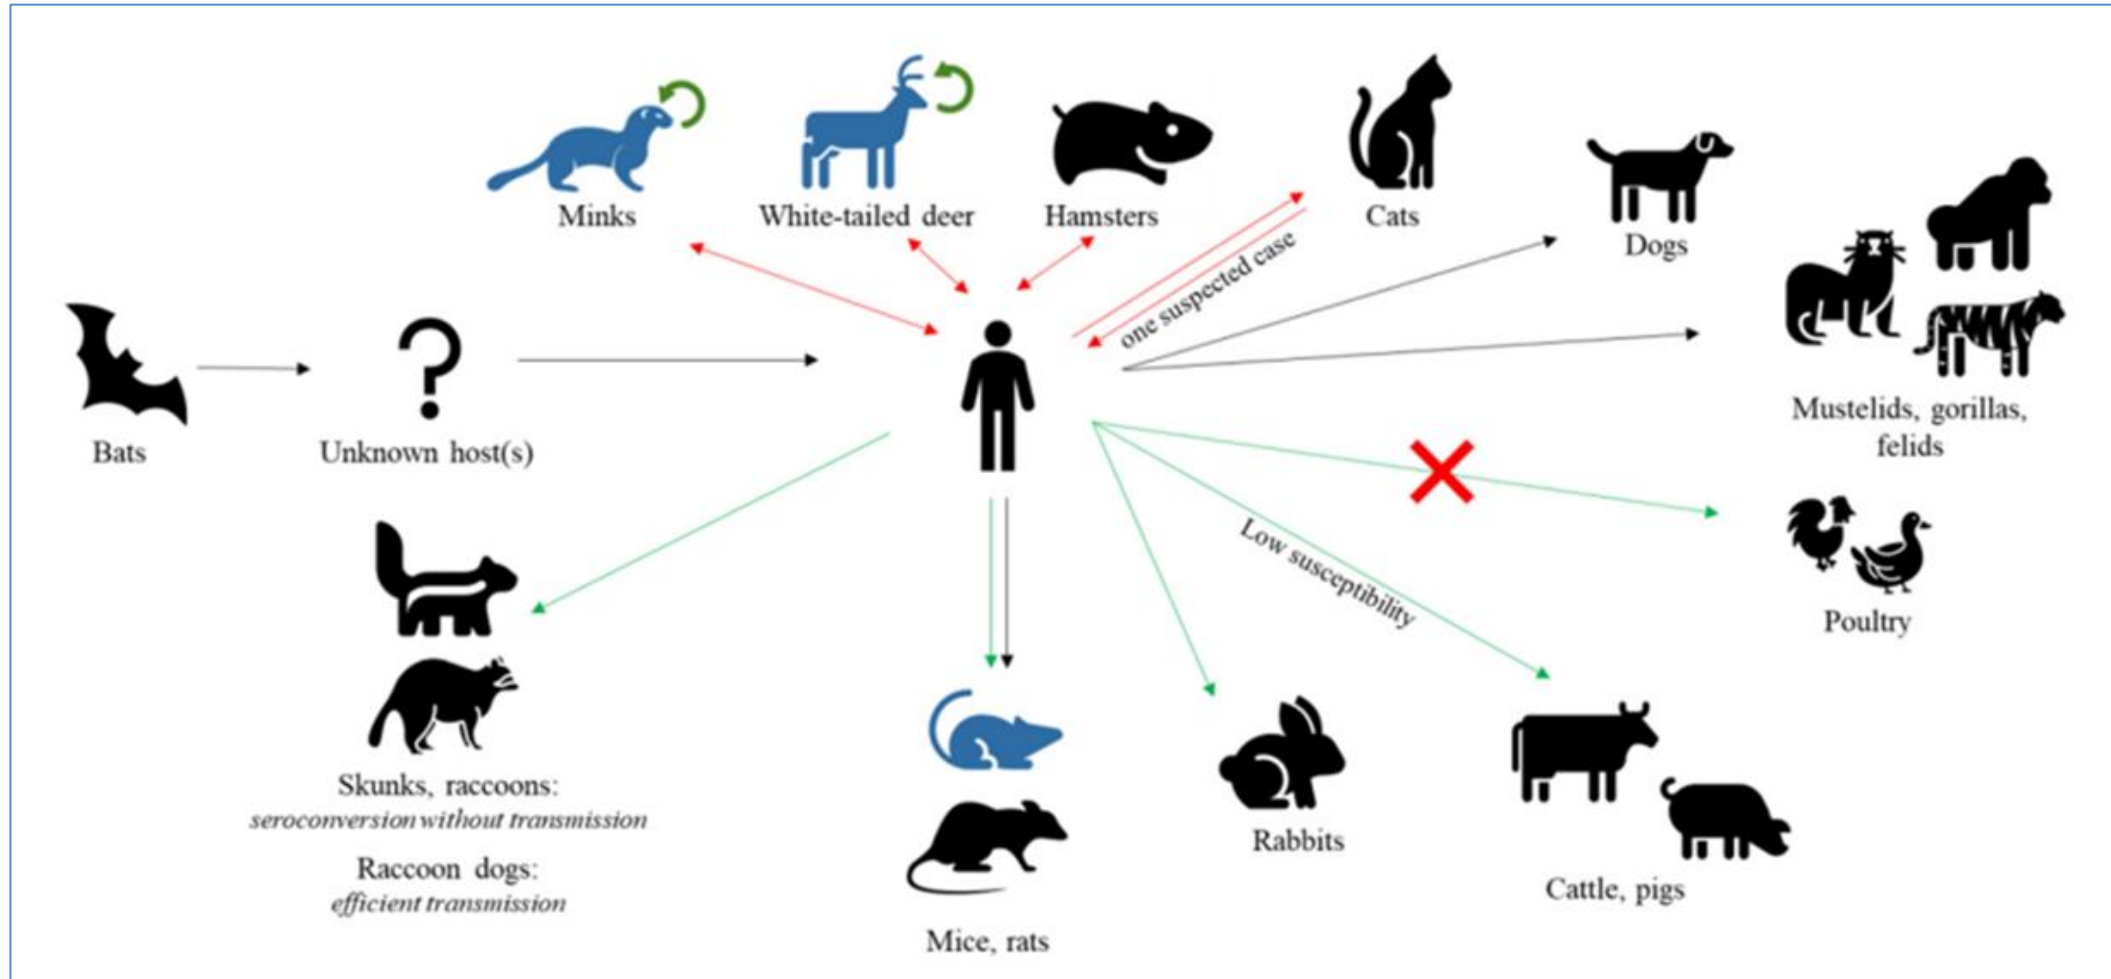 Minks
White-tailed deer
Hamsters
Cats
Dogs
one suspected case
Mustelids, gorillas,
felids
Bats
Unknown host(s)
Low susceptibility
Poultry
Skunks, raccoons:
seroconversion without transmission
Raccoon dogs:
efficient transmission
Mice, rats
Rabbits
Cattle, pigs